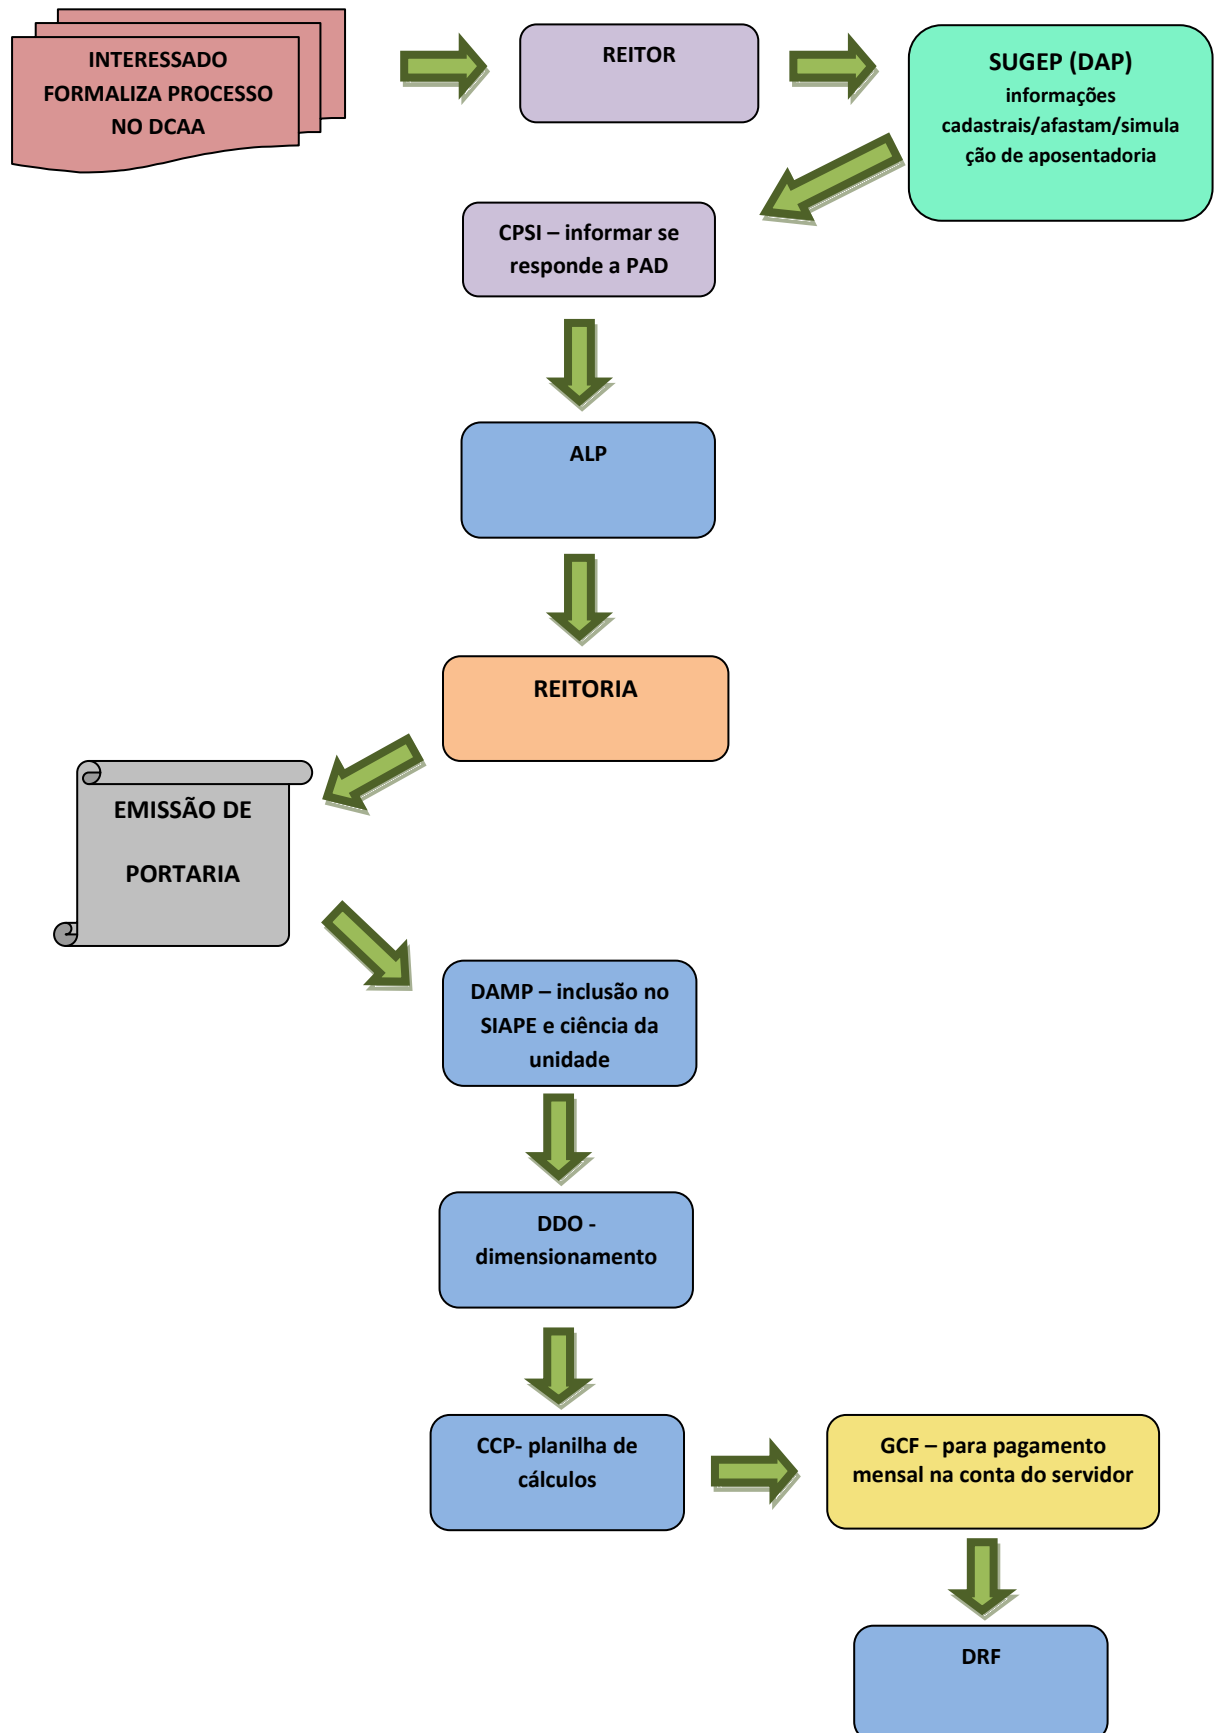 INTERESSADO
FORMALIZA PROCESSO
NO DCAA
REITOR
SUGEP (DAP)
informações
cadastrais/afastam/simula
ção de aposentadoria
CPSI – informar se
responde a PAD
ALP
REITORIA
EMISSÃO DE
PORTARIA
DAMP – inclusão no
SIAPE e ciência da
unidade
DDO -
dimensionamento
CCP- planilha de
cálculos
GCF – para pagamento
mensal na conta do servidor
DRF